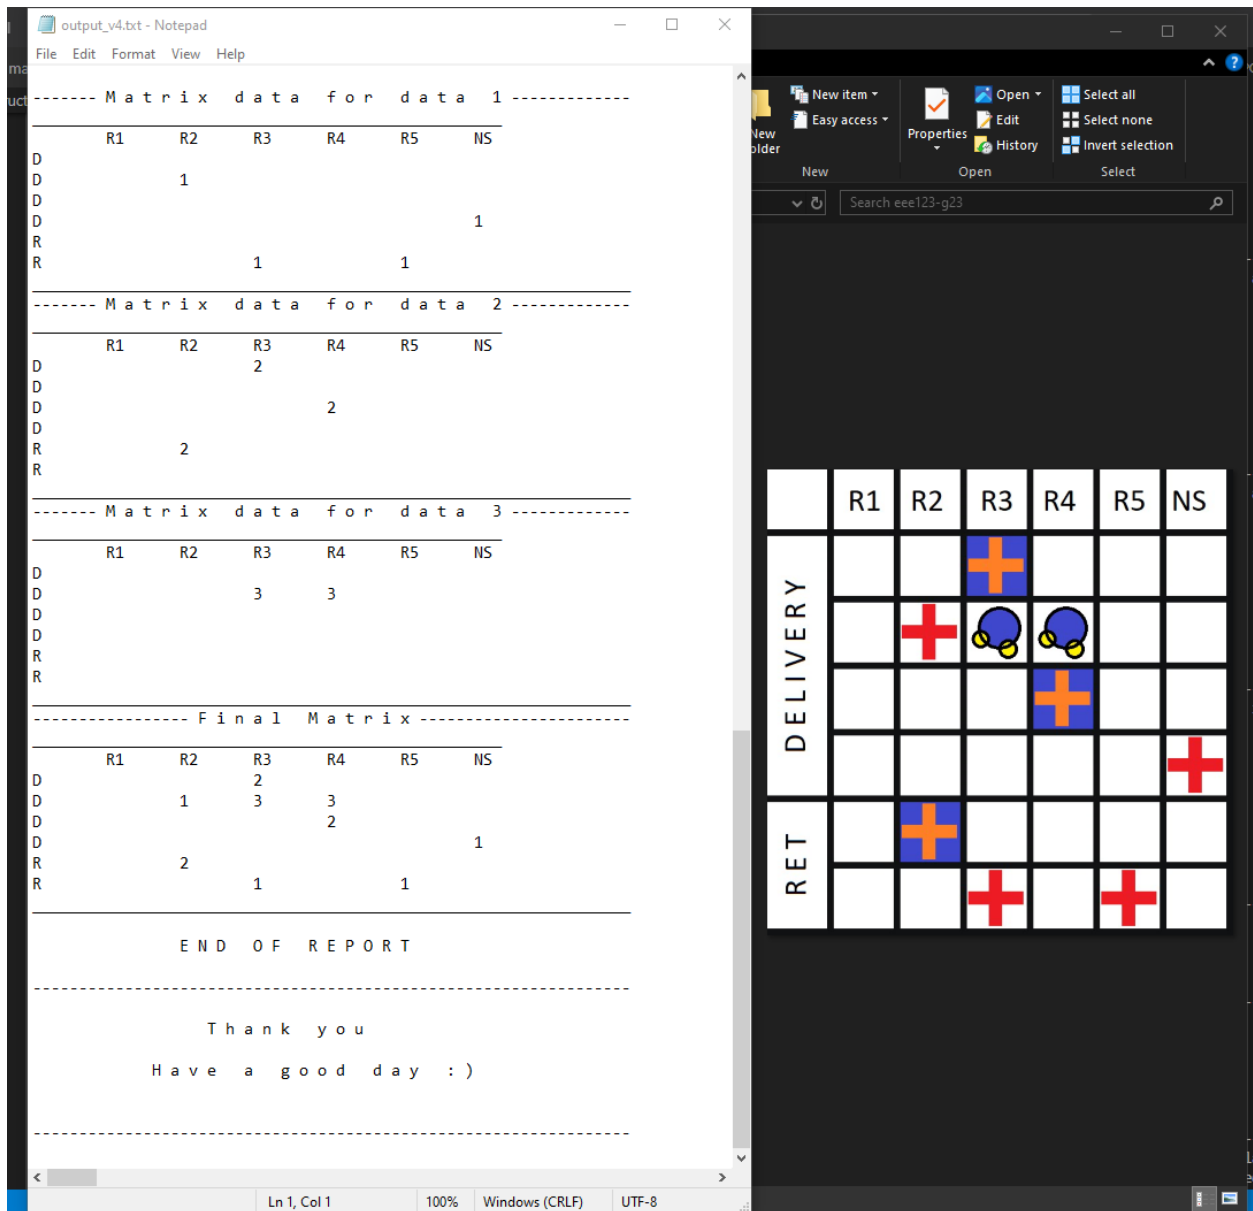 output_v4.txt - Notepad
File Edit Format View Help
------- M a t r i x   d a t a   f o r   d a t a   1 -------------
R1 R2 R3 R4 R5 NS
D
D 1
D
D 1
R
R 1 1
------- M a t r i x   d a t a   f o r   d a t a   2 -------------
R1 R2 R3 R4 R5 NS
D 2
D
D 2
D
R 2
R
------- M a t r i x   d a t a   f o r   d a t a   3 -------------
R1 R2 R3 R4 R5 NS
D
D 3 3
D
D
R
R
----------------- F i n a l   M a t r i x -----------------------
R1 R2 R3 R4 R5 NS
D 2
D 1 3 3
D 2
D 1
R 2
R 1 1
E N D   O F   R E P O R T
-----------------------------------------------------------------
T h a n k   y o u
H a v e   a   g o o d   d a y   : )
-----------------------------------------------------------------
Ln 1, Col 1 100% Windows (CRLF) UTF-8
New item
Easy access
Properties
Open
Edit
History
Select all
Select none
Invert selection
New Open Select
Search eee123-g23
R1 R2 R3 R4 R5 NS
DELIVERY
RET